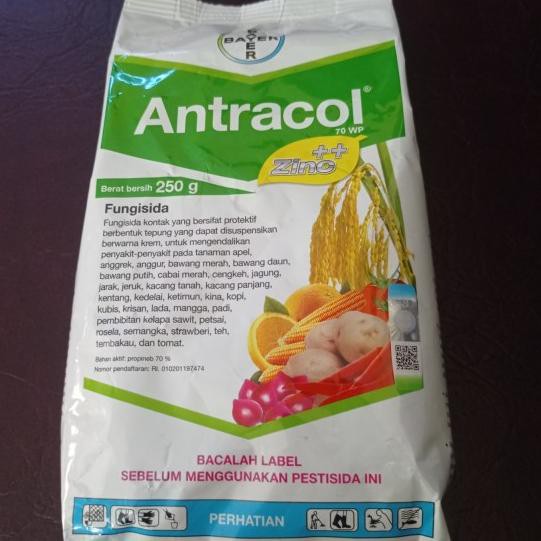 BAYER
BAYER
Antracol®
70 WP
Zinc++
Berat bersih 250 g
Fungisida
Fungisida kontak yang bersifat protektif
berbentuk tepung yang dapat disuspensikan
berwarna krem, untuk mengendalikan
penyakit-penyakit pada tanaman apel,
anggrek, anggur, bawang merah, bawang daun,
bawang putih, cabai merah, cengkeh, jagung,
jarak, jeruk, kacang tanah, kacang panjang,
kentang, kedelai, ketimun, kina, kopi,
kubis, krisan, lada, mangga, padi,
pembibitan kelapa sawit, petsai,
rosela, semangka, strawberi, teh,
tembakau, dan tomat.
Bahan aktif: propineb 70 %
Nomor pendaftaran: RI. 010201197474
BACALAH LABEL
SEBELUM MENGGUNAKAN PESTISIDA INI
PERHATIAN